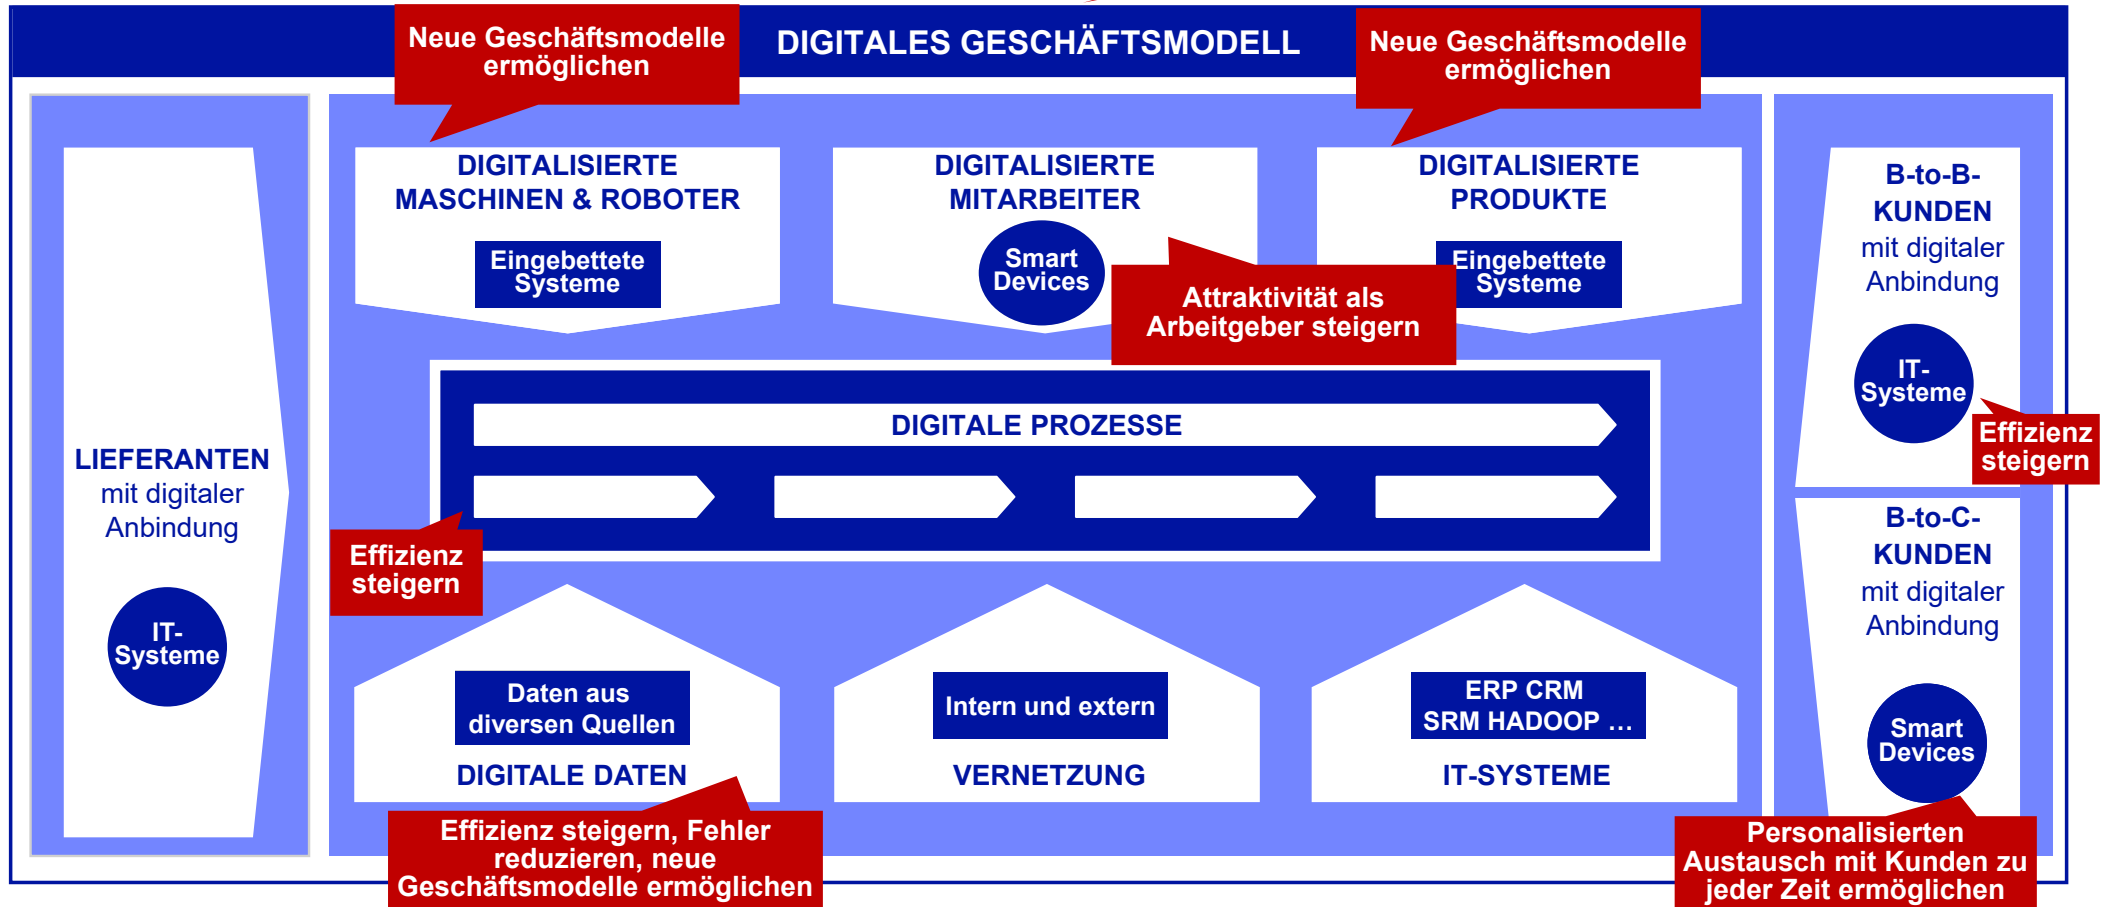 Neue Geschäftsmodelle
ermöglichen
DIGITALES GESCHÄFTSMODELL
Neue Geschäftsmodelle
ermöglichen
LIEFERANTEN
mit digitaler
Anbindung
IT-
Systeme
DIGITALISIERTE
MASCHINEN & ROBOTER
Eingebettete
Systeme
DIGITALISIERTE
MITARBEITER
Smart
Devices
Attraktivität als
Arbeitgeber steigern
DIGITALISIERTE
PRODUKTE
Eingebettete
Systeme
DIGITALE PROZESSE
Effizienz
steigern
Daten aus
diversen Quellen
DIGITALE DATEN
Effizienz steigern, Fehler
reduzieren, neue
Geschäftsmodelle ermöglichen
Intern und extern
VERNETZUNG
ERP CRM
SRM HADOOP …
IT-SYSTEME
B-to-B-
KUNDEN
mit digitaler
Anbindung
IT-
Systeme
Effizienz
steigern
B-to-C-
KUNDEN
mit digitaler
Anbindung
Smart
Devices
Personalisierten
Austausch mit Kunden zu
jeder Zeit ermöglichen